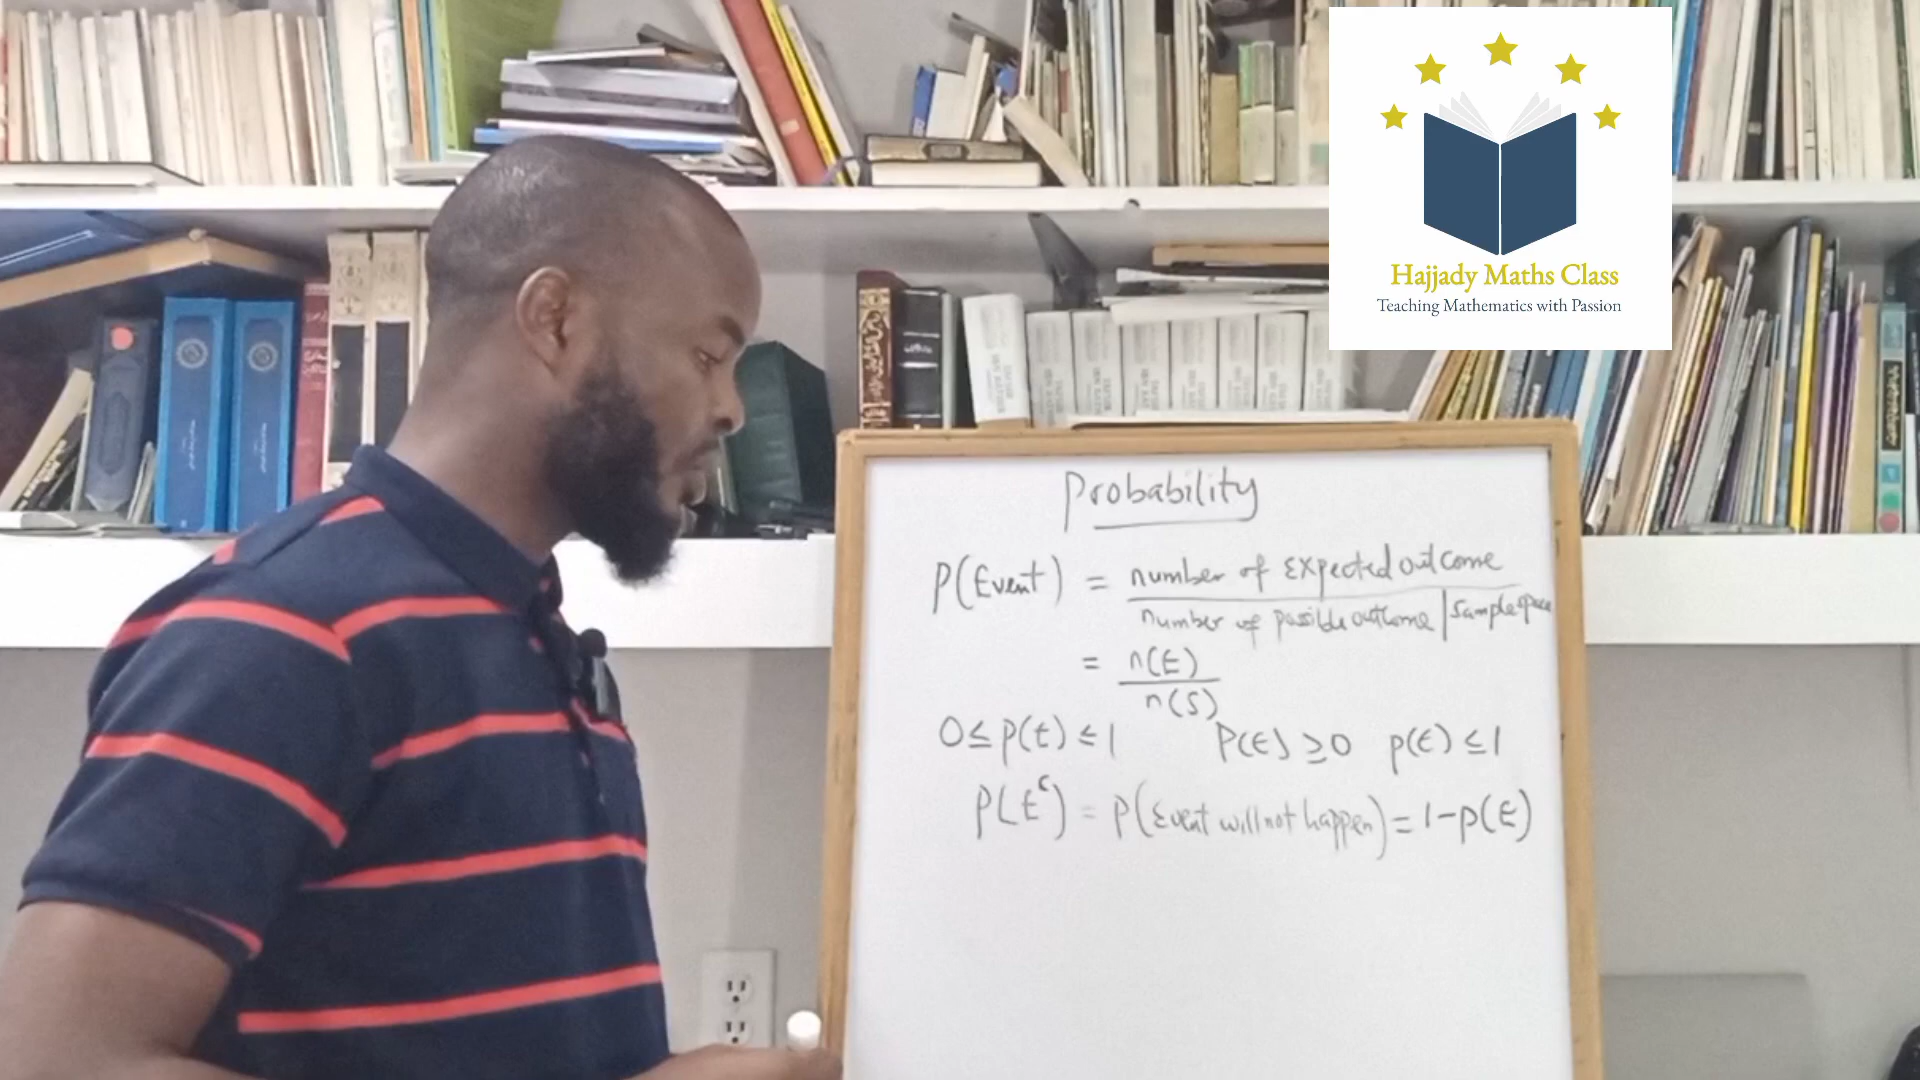 Hajjady Maths Class
Teaching Mathematics with Passion
Probability
P(Event) = number of Expected outcome
number of possible outcome | Sample space
= n(E)
n(S)
0 ≤ p(E) ≤ 1 P(E) ≥ 0 p(E) ≤ 1
P(Eᶜ) = P(Event will not happen) = 1 - P(E)